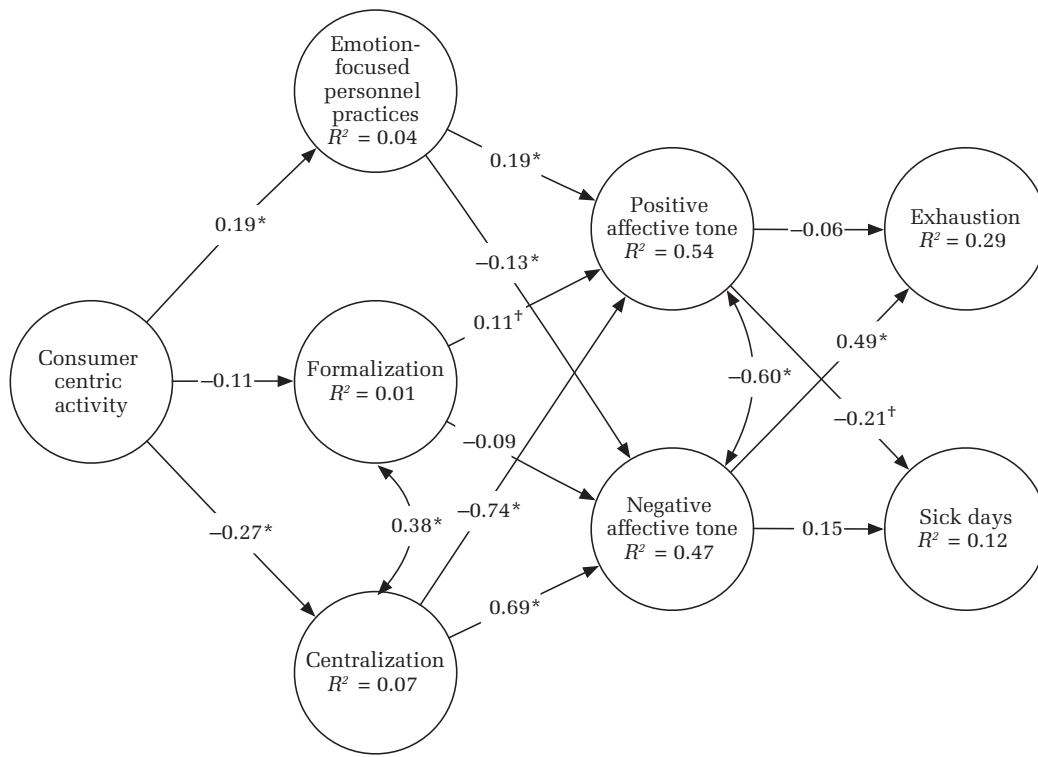 Emotion-
focused
personnel
practices
R² = 0.04
0.19*
Positive
affective tone
R² = 0.54
−0.06
Exhaustion
R² = 0.29
0.19*
−0.13*
0.11†
0.49*
Consumer
centric
activity
−0.11
Formalization
R² = 0.01
−0.60*
−0.21†
−0.09
−0.27*
0.38*
−0.74*
Negative
affective tone
R² = 0.47
0.15
Sick days
R² = 0.12
0.69*
Centralization
R² = 0.07